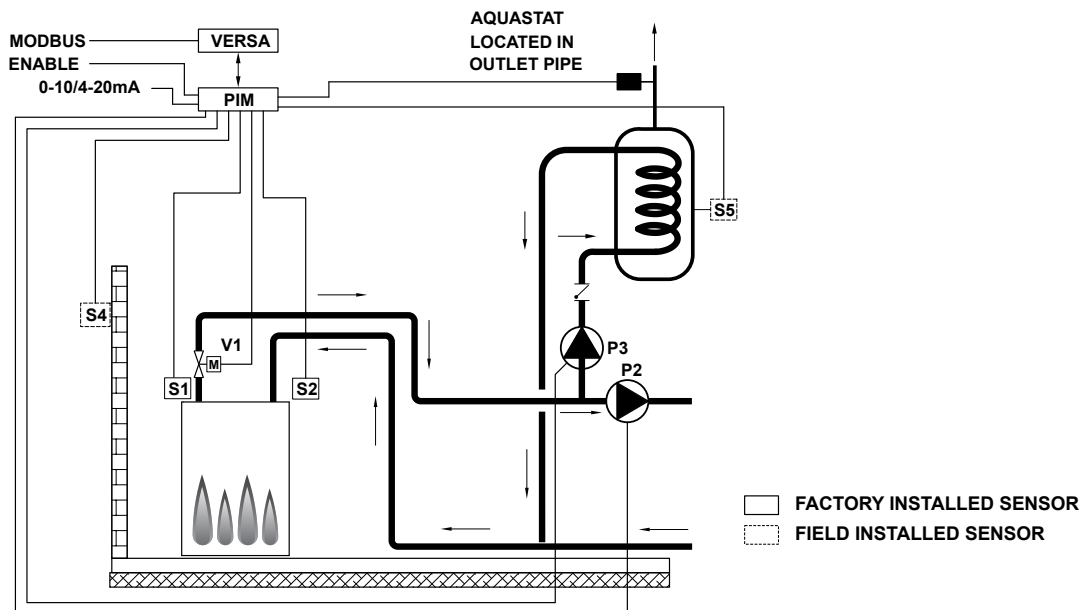 MODBUS
VERSA
ENABLE
0-10/4-20mA
PIM
AQUASTAT
LOCATED IN
OUTLET PIPE
S5
S4
V1
M
S1
S2
P3
P2
FACTORY INSTALLED SENSOR
FIELD INSTALLED SENSOR